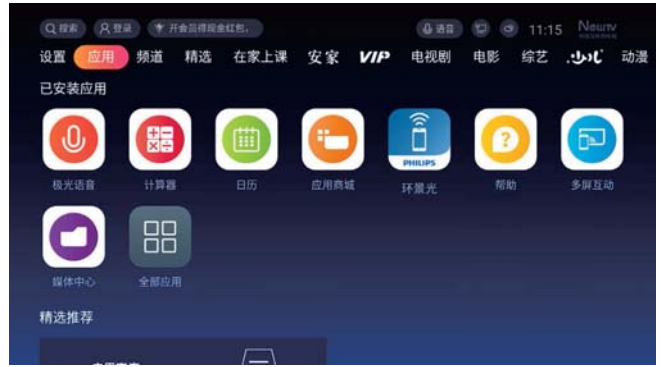 搜索 登录 开会员得现金红包, 语音 11:15 Newtv
设置 应用 频道 精选 在家上课 安家 VIP 电视剧 电影 综艺 少儿 动漫
已安装应用
PHILIPS
极光语音 计算器 日历 应用商城 环景光 帮助 多屏互动
媒体中心 全部应用
精选推荐